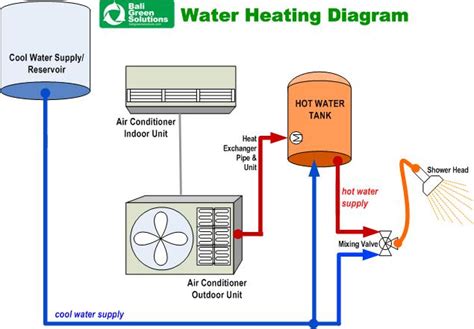 Bali
Green
Solutions
Water Heating Diagram
Cool Water Supply/
Reservoir
Air Conditioner
Indoor Unit
Heat
Exchanger
Pipe &
Unit
HOT WATER
TANK
M
Shower Head
hot water
supply
Mixing Valve
Air Conditioner
Outdoor Unit
cool water supply